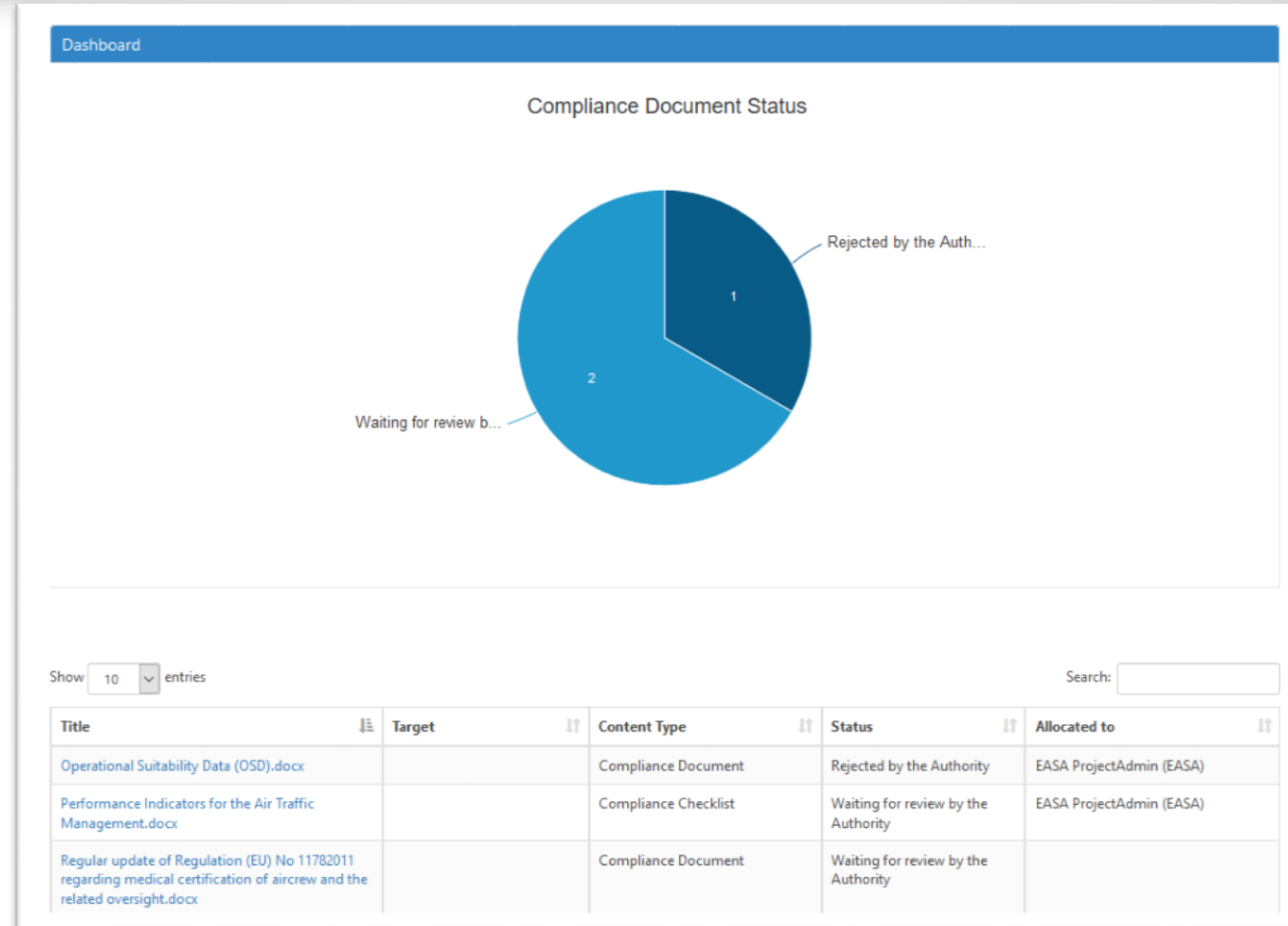 Dashboard
Compliance Document Status
Rejected by the Auth...
1
2
Waiting for review b...
Show 10 entries
Search:
Title Target Content Type Status Allocated to
Operational Suitability Data (OSD).docx Compliance Document Rejected by the Authority EASA ProjectAdmin (EASA)
Performance Indicators for the Air Traffic
Management.docx
Compliance Checklist
Waiting for review by the
Authority
EASA ProjectAdmin (EASA)
Regular update of Regulation (EU) No 11782011
regarding medical certification of aircrew and the
related oversight.docx
Compliance Document
Waiting for review by the
Authority